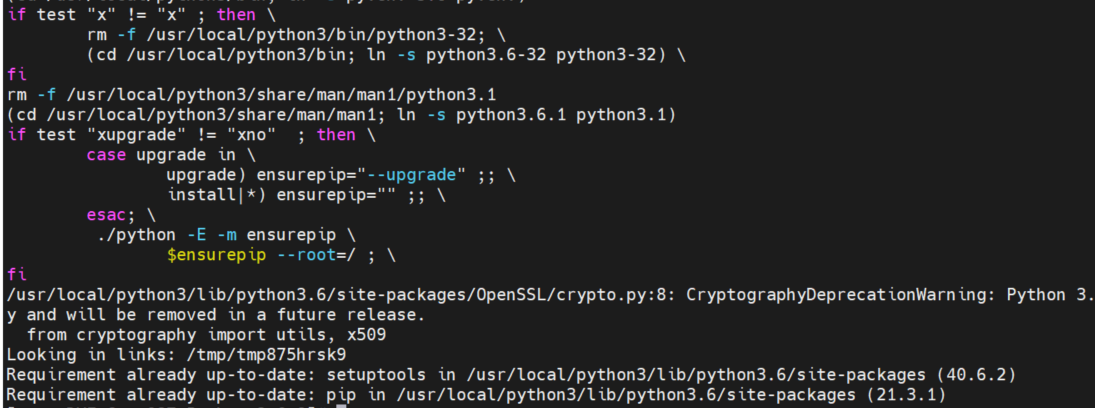 if test "x" != "x" ; then \
        rm -f /usr/local/python3/bin/python3-32; \
        (cd /usr/local/python3/bin; ln -s python3.6-32 python3-32) \
fi
rm -f /usr/local/python3/share/man/man1/python3.1
(cd /usr/local/python3/share/man/man1; ln -s python3.6.1 python3.1)
if test "xupgrade" != "xno"  ; then \
        case upgrade in \
                upgrade) ensurepip="--upgrade" ;; \
                install|*) ensurepip="" ;; \
        esac; \
         ./python -E -m ensurepip \
                $ensurepip --root=/ ; \
fi
/usr/local/python3/lib/python3.6/site-packages/OpenSSL/crypto.py:8: CryptographyDeprecationWarning: Python 3.
y and will be removed in a future release.
  from cryptography import utils, x509
Looking in links: /tmp/tmp875hrsk9
Requirement already up-to-date: setuptools in /usr/local/python3/lib/python3.6/site-packages (40.6.2)
Requirement already up-to-date: pip in /usr/local/python3/lib/python3.6/site-packages (21.3.1)